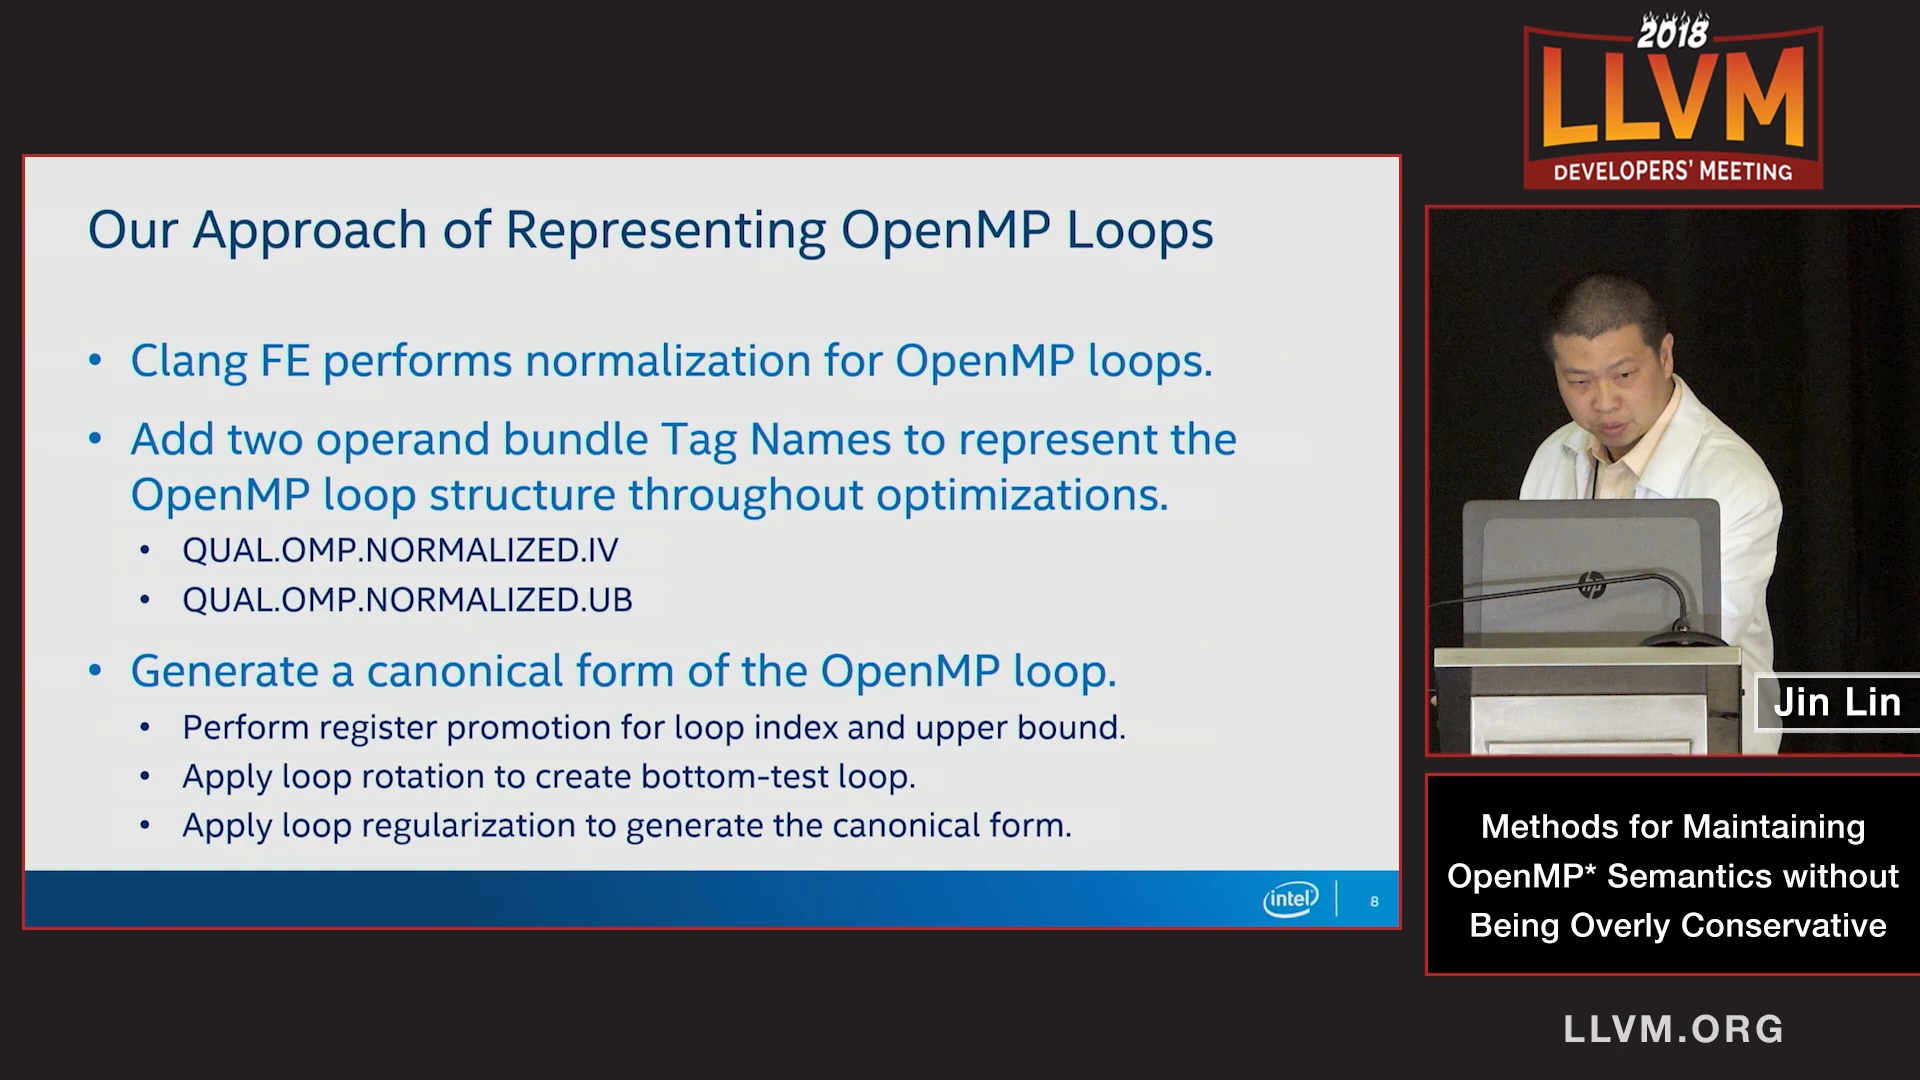 2018
LLVM
DEVELOPERS' MEETING
Our Approach of Representing OpenMP Loops
• Clang FE performs normalization for OpenMP loops.
• Add two operand bundle Tag Names to represent the
OpenMP loop structure throughout optimizations.
• QUAL.OMP.NORMALIZED.IV
• QUAL.OMP.NORMALIZED.UB
• Generate a canonical form of the OpenMP loop.
• Perform register promotion for loop index and upper bound.
• Apply loop rotation to create bottom-test loop.
• Apply loop regularization to generate the canonical form.
intel
8
hp
Jin Lin
Methods for Maintaining
OpenMP* Semantics without
Being Overly Conservative
LLVM.ORG